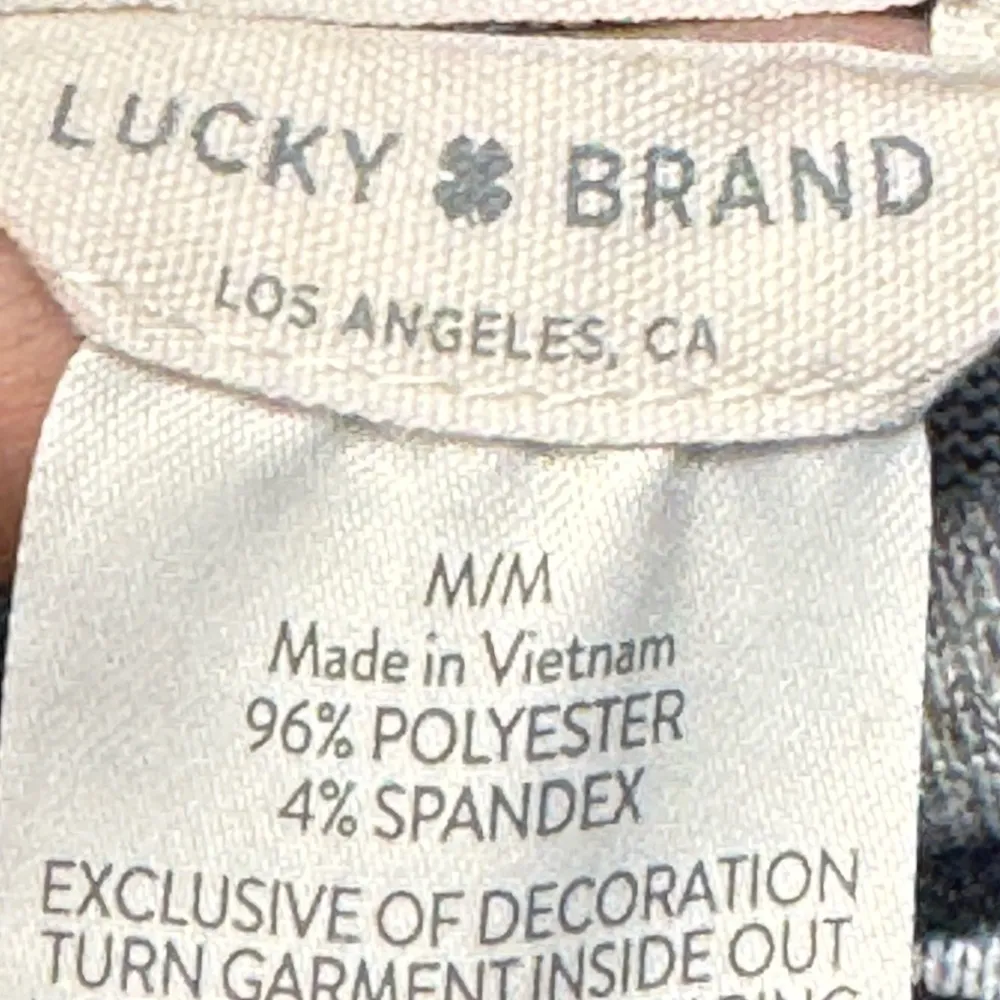 LUCKY BRAND
LOS ANGELES, CA
M/M
Made in Vietnam
96% POLYESTER
4% SPANDEX
EXCLUSIVE OF DECORATION
TURN GARMENT INSIDE OUT